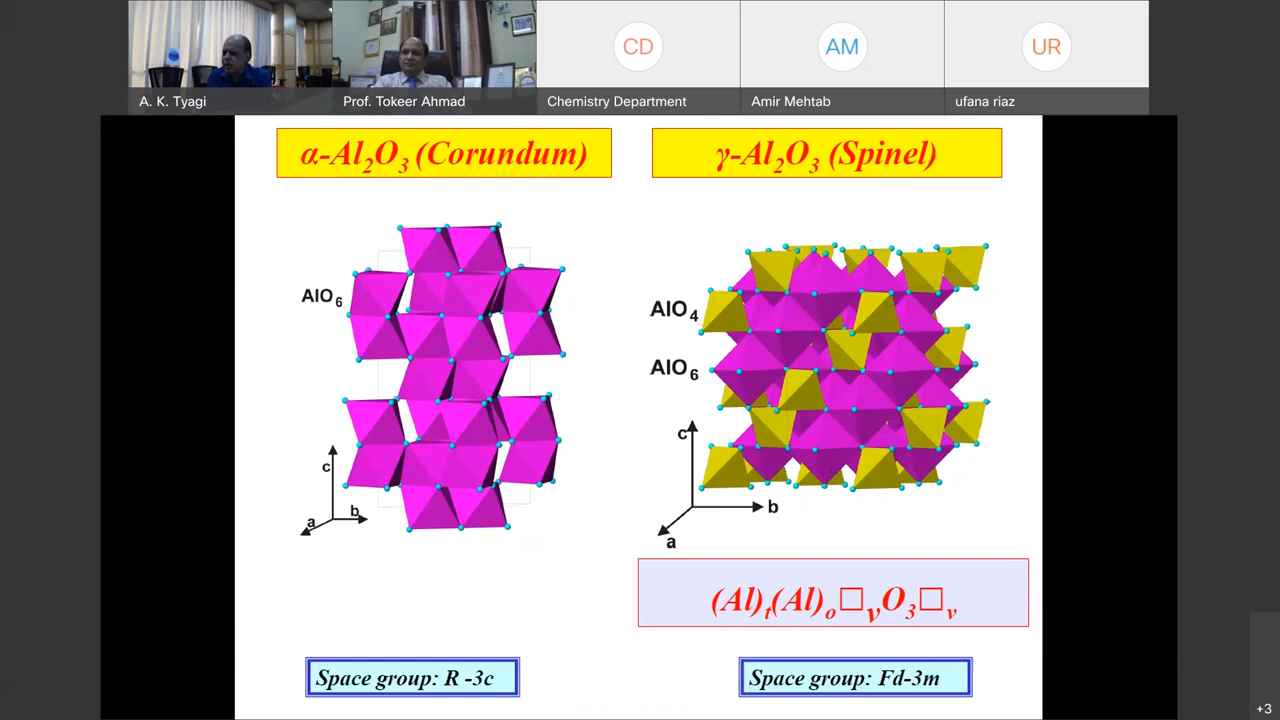 CD
AM
UR
A. K. Tyagi
Prof. Tokeer Ahmad
Chemistry Department
Amir Mehtab
ufana riaz
α-Al₂O₃ (Corundum)
γ-Al₂O₃ (Spinel)
AlO₆
AlO₄
AlO₆
c
b
a
c
b
a
(Al)ₜ(Al)ₒ□ᵥO₃□ᵥ
Space group: R -3c
Space group: Fd-3m
+3